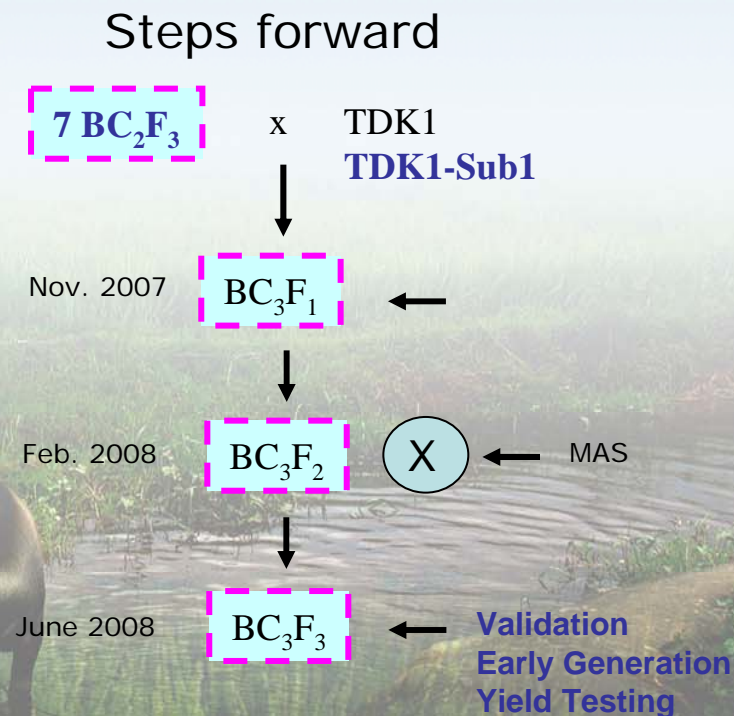 Steps forward
7 BC₂F₃ x TDK1
TDK1-Sub1
Nov. 2007 BC₃F₁
Feb. 2008 BC₃F₂ X MAS
June 2008 BC₃F₃ Validation
Early Generation
Yield Testing